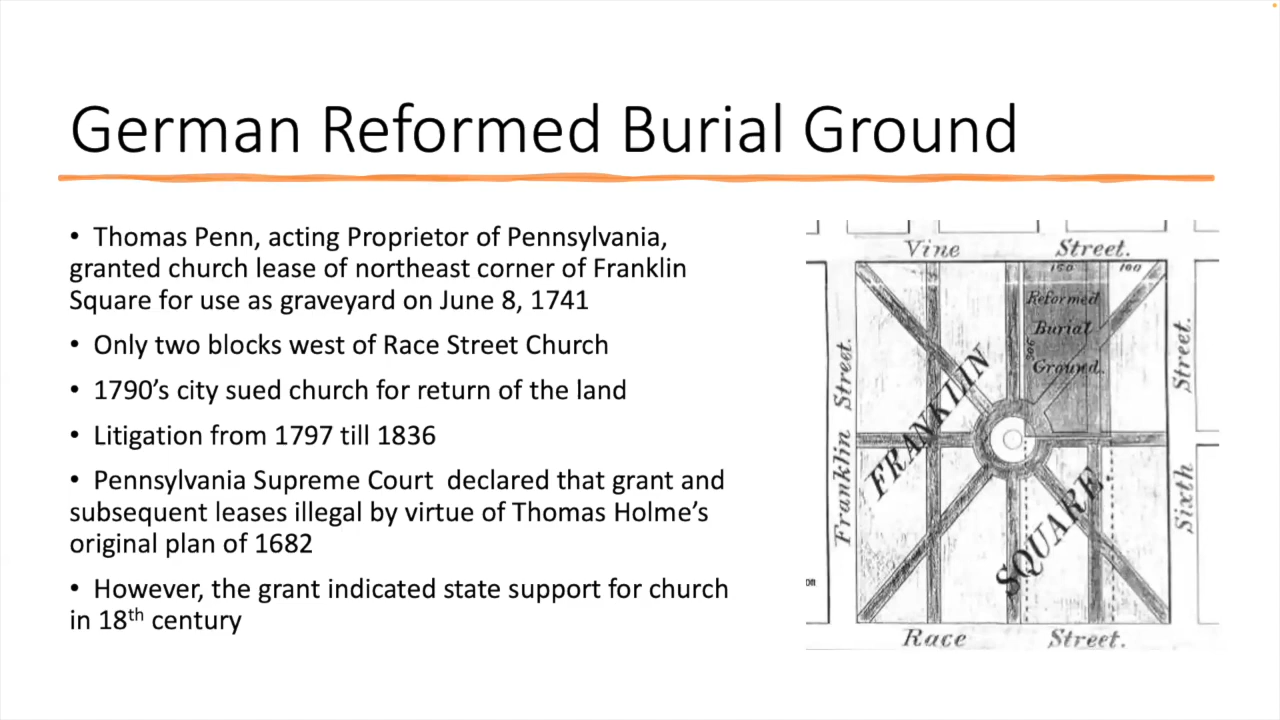 German Reformed Burial Ground
• Thomas Penn, acting Proprietor of Pennsylvania,
granted church lease of northeast corner of Franklin
Square for use as graveyard on June 8, 1741
• Only two blocks west of Race Street Church
• 1790’s city sued church for return of the land
• Litigation from 1797 till 1836
• Pennsylvania Supreme Court declared that grant and
subsequent leases illegal by virtue of Thomas Holme’s
original plan of 1682
• However, the grant indicated state support for church
in 18th century
Vine Street.
150 100
Reformed
Burial
306
Ground.
Franklin Street.
FRANKLIN
SQUARE
Sixth Street.
on
Race Street.